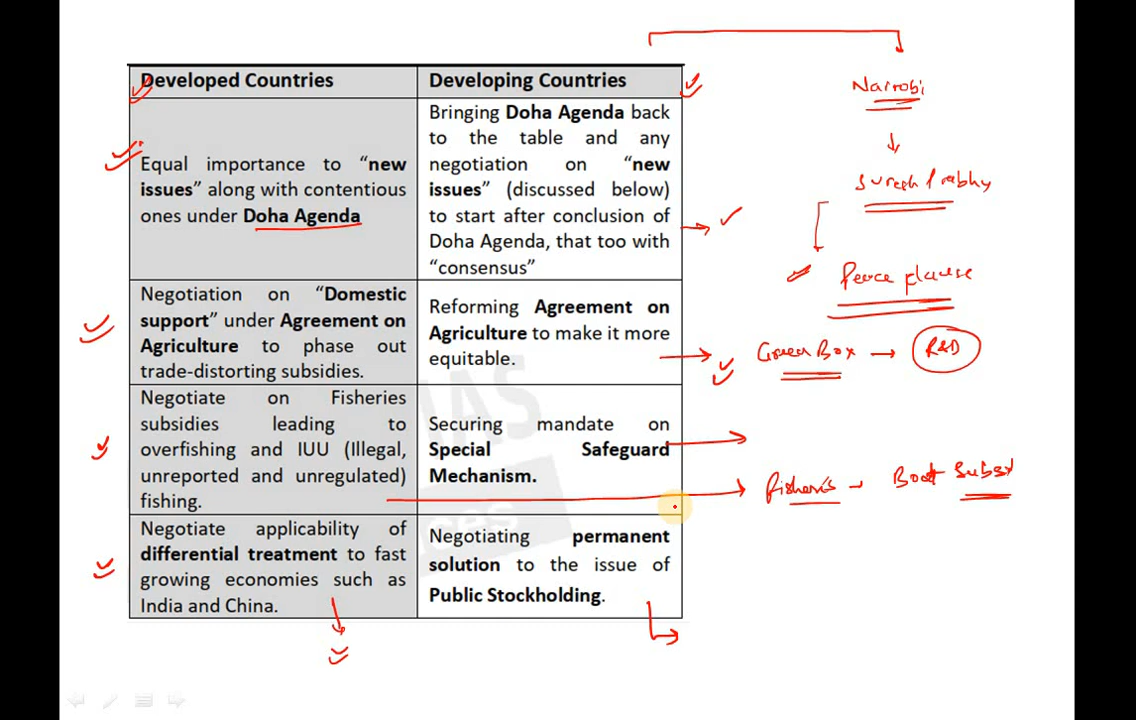 Developed Countries
Developing Countries
Equal importance to “new
issues” along with contentious
ones under Doha Agenda
Bringing Doha Agenda back
to the table and any
negotiation on “new
issues” (discussed below)
to start after conclusion of
Doha Agenda, that too with
“consensus”
Negotiation on “Domestic
support” under Agreement on
Agriculture to phase out
trade-distorting subsidies.
Reforming Agreement on
Agriculture to make it more
equitable.
Negotiate on Fisheries
subsidies leading to
overfishing and IUU (Illegal,
unreported and unregulated)
fishing.
Securing mandate on
Special Safeguard
Mechanism.
Negotiate applicability of
differential treatment to fast
growing economies such as
India and China.
Negotiating permanent
solution to the issue of
Public Stockholding.
Nairobi
Suresh Prabhu
Peace clause
Green Box
R&D
fisheries
Boat Subs